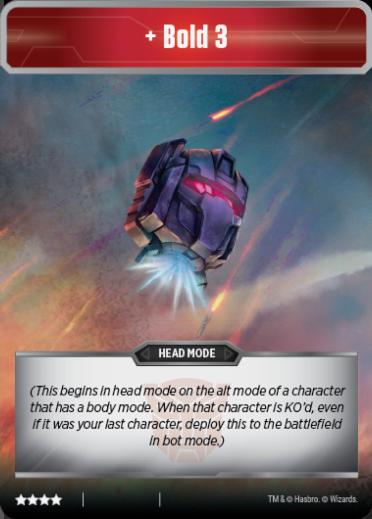 + Bold 3
HEAD MODE
(This begins in head mode on the alt mode of a character
that has a body mode. When that character is KO'd, even
if it was your last character, deploy this to the battlefield
in bot mode.)
TM & © Hasbro. © Wizards.